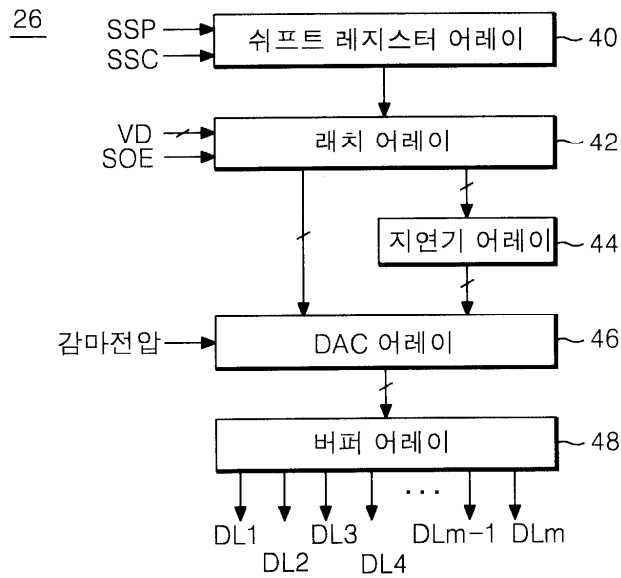 26
SSP
SSC
쉬프트 레지스터 어레이
40
VD
SOE
래치 어레이
42
지연기 어레이
44
감마전압
DAC 어레이
46
버퍼 어레이
48
DL1
DL2
DL3
DL4
...
DLm-1
DLm